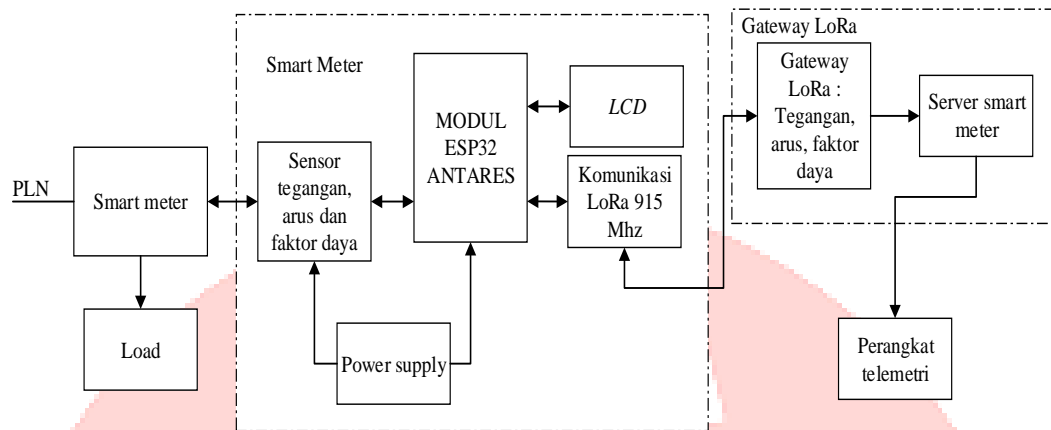 PLN
Smart meter
Load
Smart Meter
Sensor
tegangan,
arus dan
faktor daya
MODUL
ESP32
ANTARES
LCD
Komunikasi
LoRa 915
Mhz
Power supply
Gateway LoRa
Gateway
LoRa :
Tegangan,
arus, faktor
daya
Server smart
meter
Perangkat
telemetri